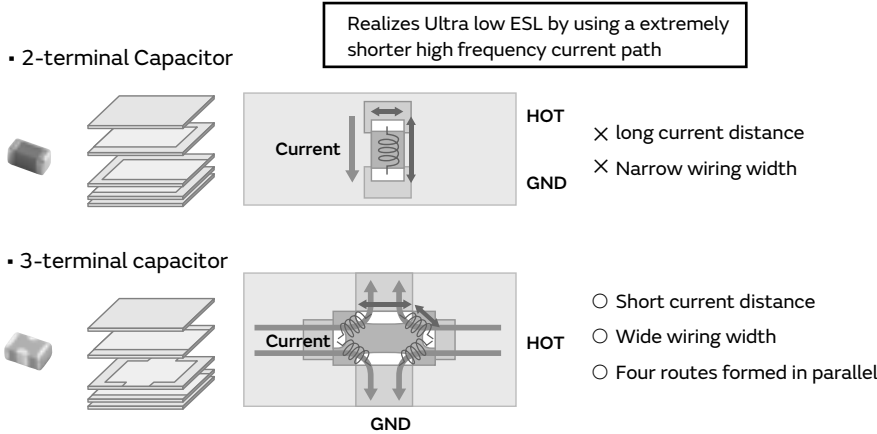 Realizes Ultra low ESL by using a extremely
shorter high frequency current path
▪ 2-terminal Capacitor
Current
HOT
GND
× long current distance
× Narrow wiring width
▪ 3-terminal capacitor
Current
HOT
GND
○ Short current distance
○ Wide wiring width
○ Four routes formed in parallel